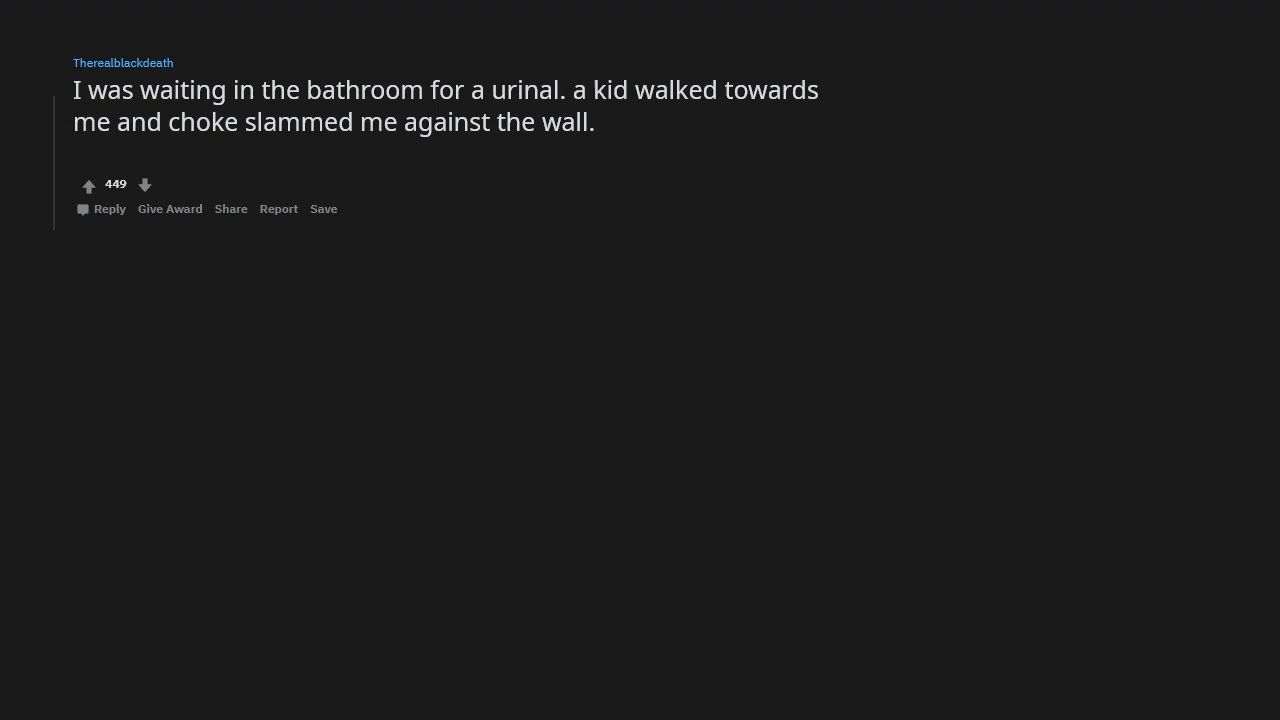 Therealblackdeath
I was waiting in the bathroom for a urinal. a kid walked towards
me and choke slammed me against the wall.
449
Reply Give Award Share Report Save